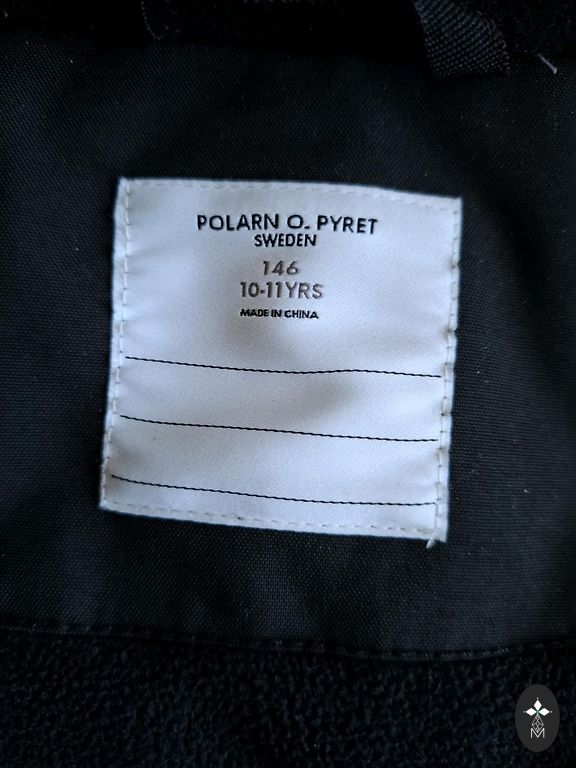 POLARN O. PYRET
SWEDEN
146
10-11YRS
MADE IN CHINA
M